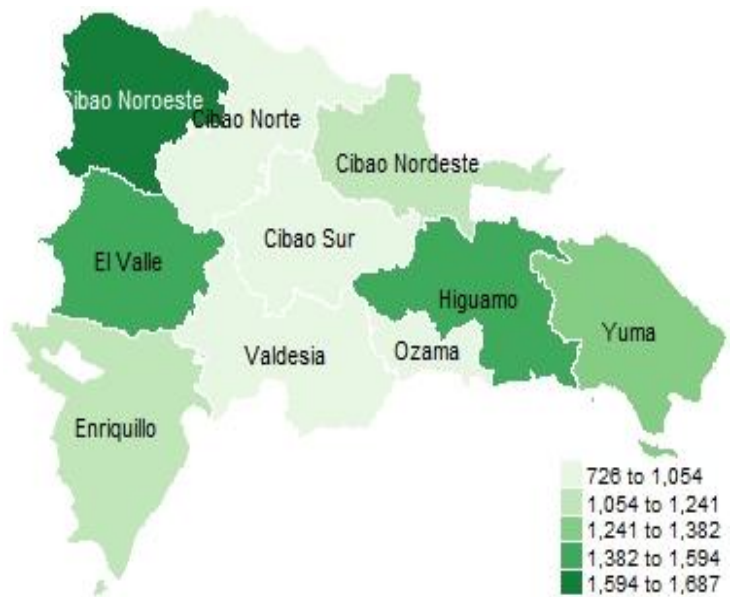 Cibao Noroeste
Cibao Norte
Cibao Nordeste
El Valle
Cibao Sur
Higuamo
Yuma
Valdesia
Ozama
Enriquillo
726 to 1,054
1,054 to 1,241
1,241 to 1,382
1,382 to 1,594
1,594 to 1,687